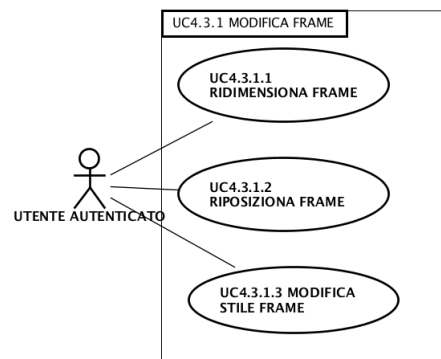 UC4.3.1 MODIFICA FRAME
UC4.3.1.1
RIDIMENSIONA FRAME
UC4.3.1.2
RIPOSIZIONA FRAME
UTENTE AUTENTICATO
UC4.3.1.3 MODIFICA
STILE FRAME